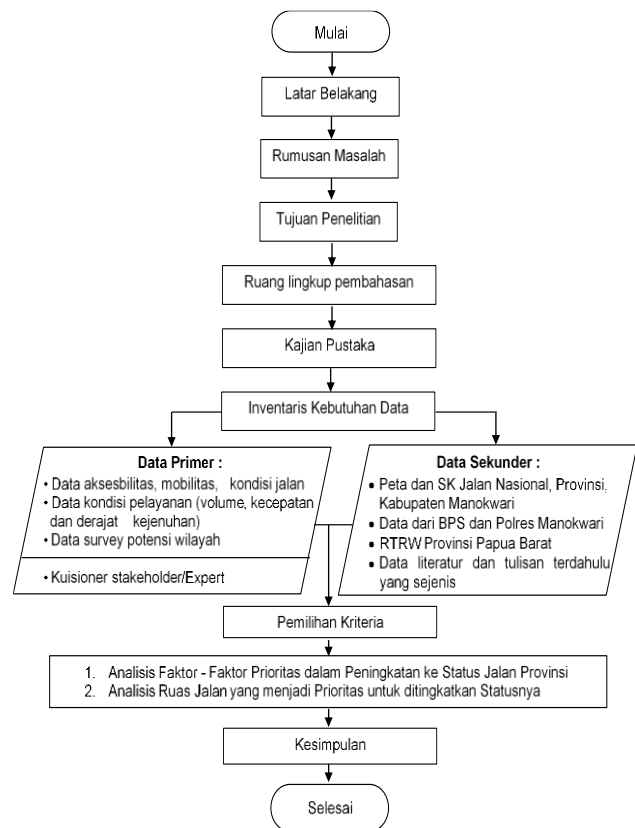 Mulai
Latar Belakang
Rumusan Masalah
Tujuan Penelitian
Ruang lingkup pembahasan
Kajian Pustaka
Inventaris Kebutuhan Data
Data Primer :
• Data aksesbilitas, mobilitas, kondisi jalan
• Data kondisi pelayanan (volume, kecepatan
dan derajat kejenuhan)
• Data survey potensi wilayah
• Kuisioner stakeholder/Expert
Data Sekunder :
• Peta dan SK Jalan Nasional, Provinsi,
Kabupaten Manokwari
• Data dari BPS dan Polres Manokwari
• RTRW Provinsi Papua Barat
• Data literatur dan tulisan terdahulu
yang sejenis
Pemilihan Kriteria
1. Analisis Faktor - Faktor Prioritas dalam Peningkatan ke Status Jalan Provinsi
2. Analisis Ruas Jalan yang menjadi Prioritas untuk ditingkatkan Statusnya
Kesimpulan
Selesai